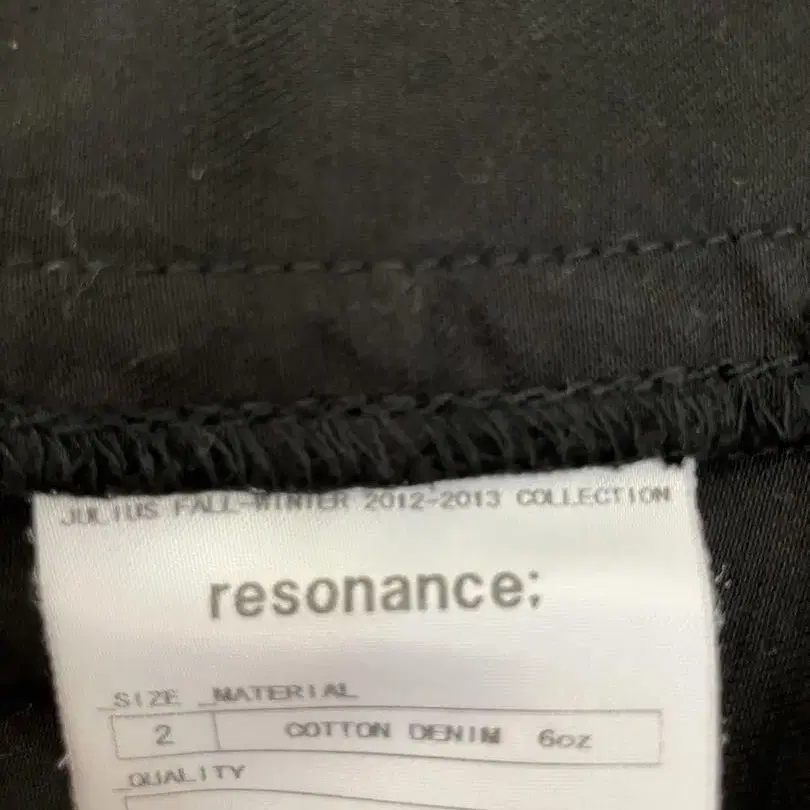 JULIUS FALL-WINTER 2012-2013 COLLECTION
resonance;
_SIZE _MATERIAL
2 COTTON DENIM 6oz
_QUALITY